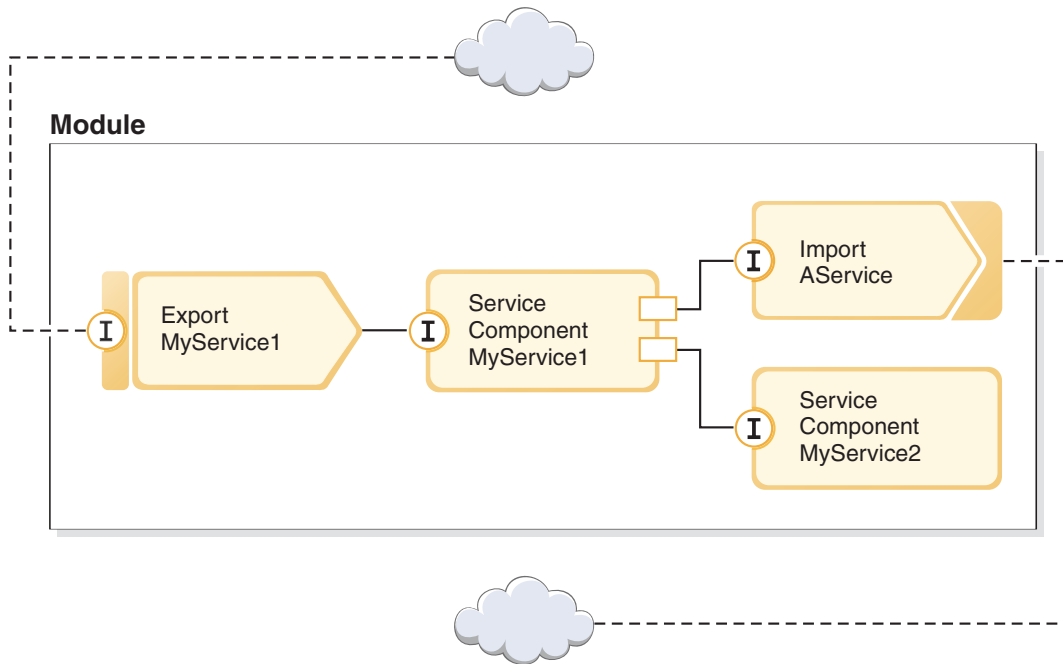 Module
Export
MyService1
I
Service
Component
MyService1
I
Import
AService
I
Service
Component
MyService2
I